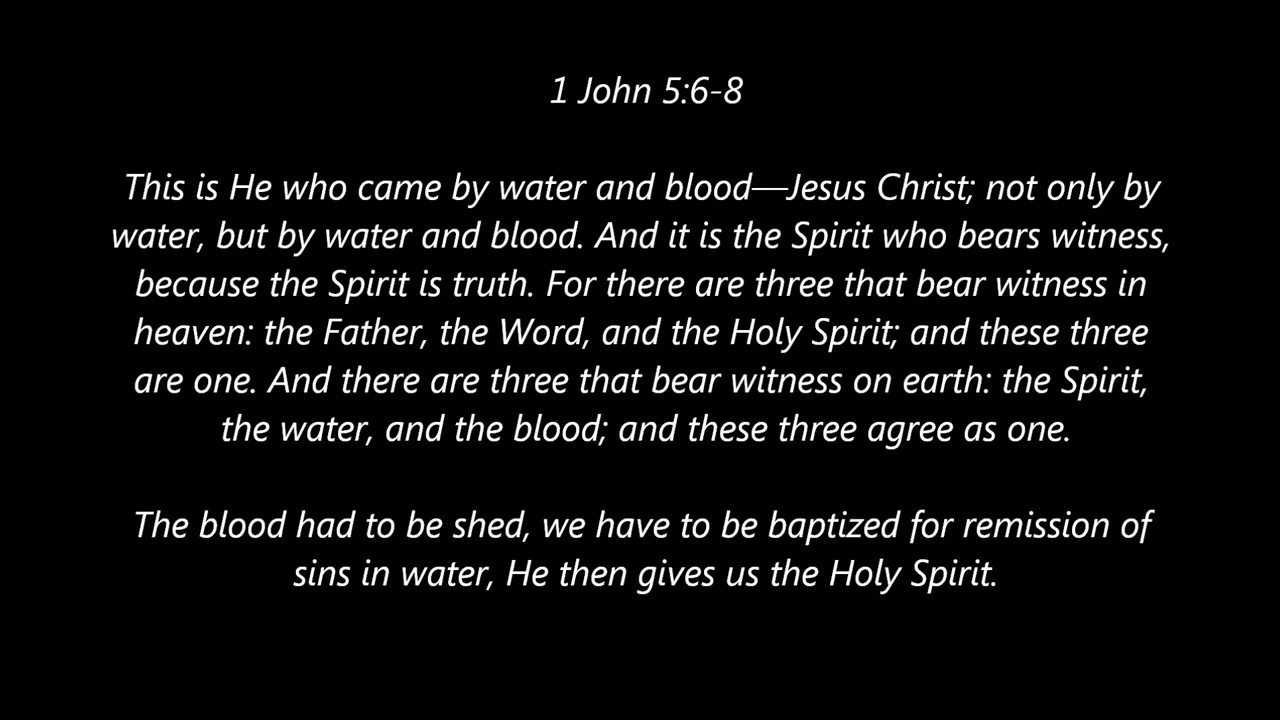 1 John 5:6-8
This is He who came by water and blood—Jesus Christ; not only by
water, but by water and blood. And it is the Spirit who bears witness,
because the Spirit is truth. For there are three that bear witness in
heaven: the Father, the Word, and the Holy Spirit; and these three
are one. And there are three that bear witness on earth: the Spirit,
the water, and the blood; and these three agree as one.
The blood had to be shed, we have to be baptized for remission of
sins in water, He then gives us the Holy Spirit.